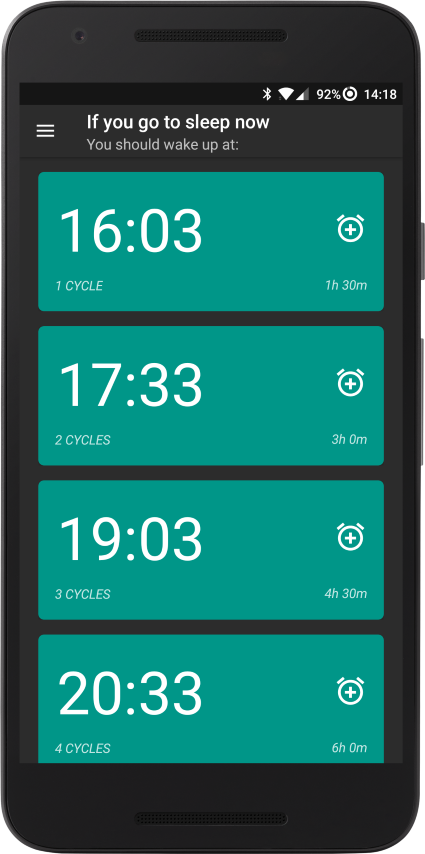 92% 14:18
If you go to sleep now
You should wake up at:
16:03
1 CYCLE 1h 30m
17:33
2 CYCLES 3h 0m
19:03
3 CYCLES 4h 30m
20:33
4 CYCLES 6h 0m